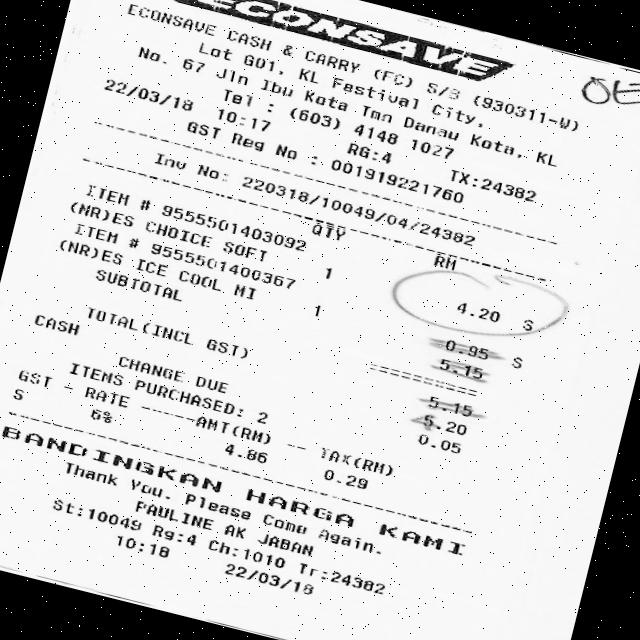 ECONSAVE
ECONSAVE CASH & CARRY (FC) S/B (930311-W)
Lot G01, KL Festival City,
No. 67 Jln Ibu Kota Tmn Danau Kota, KL
Tel : (603) 4148 1027
22/03/18 10:17 RG:4 TX:24382
GST Reg No : 001919221760
Inv No: 220318/10049/04/24382
QTY RM
ITEM # 9555501403092
(NR)ES CHOICE SOFT 1 4.20 S
ITEM # 9555501400367
(NR)ES ICE COOL MI 1 0.95 S
SUBTOTAL 5.15
TOTAL(INCL GST) 5.15
CASH 5.20
CHANGE DUE 0.05
ITEMS PURCHASED: 2
GST - RATE -----AMT(RM) -- TAX(RM)
S 6% 4.86 0.29
BANDINGKAN HARGA KAMI
Thank You. Please Come Again.
PAULINE AK JABAN
St:10049 Rg:4 Ch:1010 Tr:24382
10:18 22/03/18